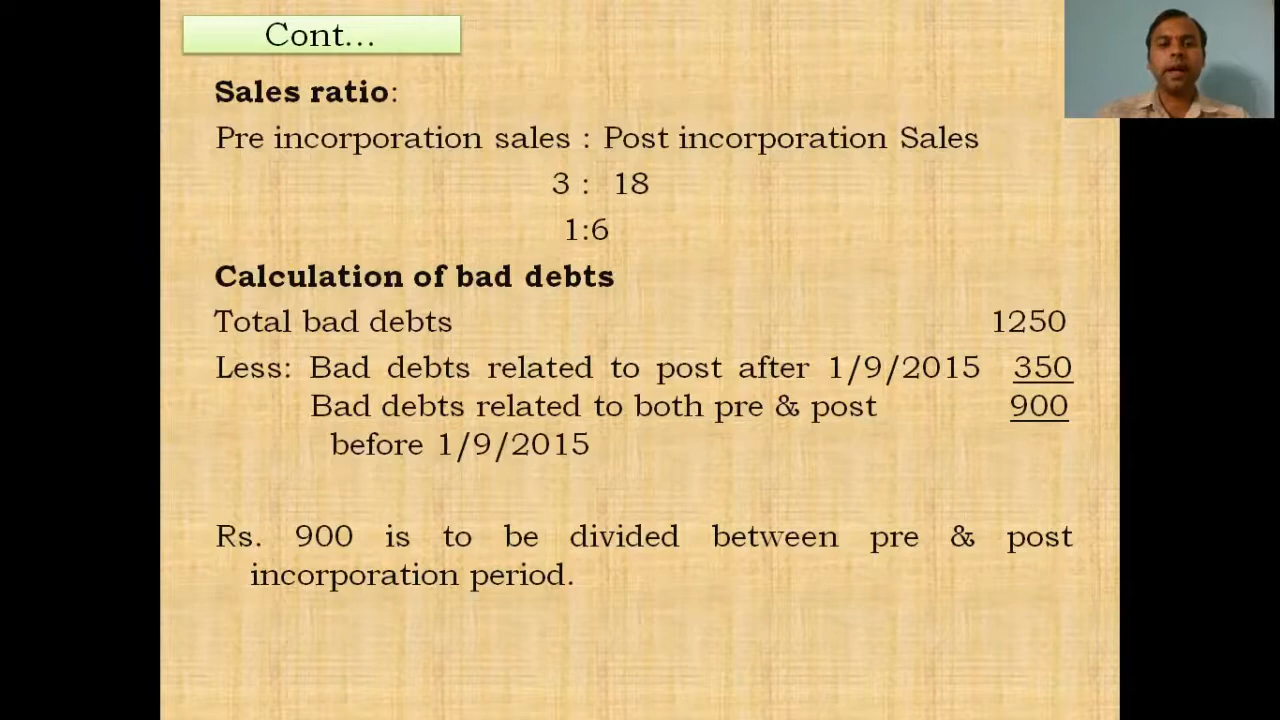 Cont...
Sales ratio:
Pre incorporation sales : Post incorporation Sales
3 : 18
1:6
Calculation of bad debts
Total bad debts 1250
Less: Bad debts related to post after 1/9/2015 350
Bad debts related to both pre & post 900
before 1/9/2015
Rs. 900 is to be divided between pre & post
incorporation period.